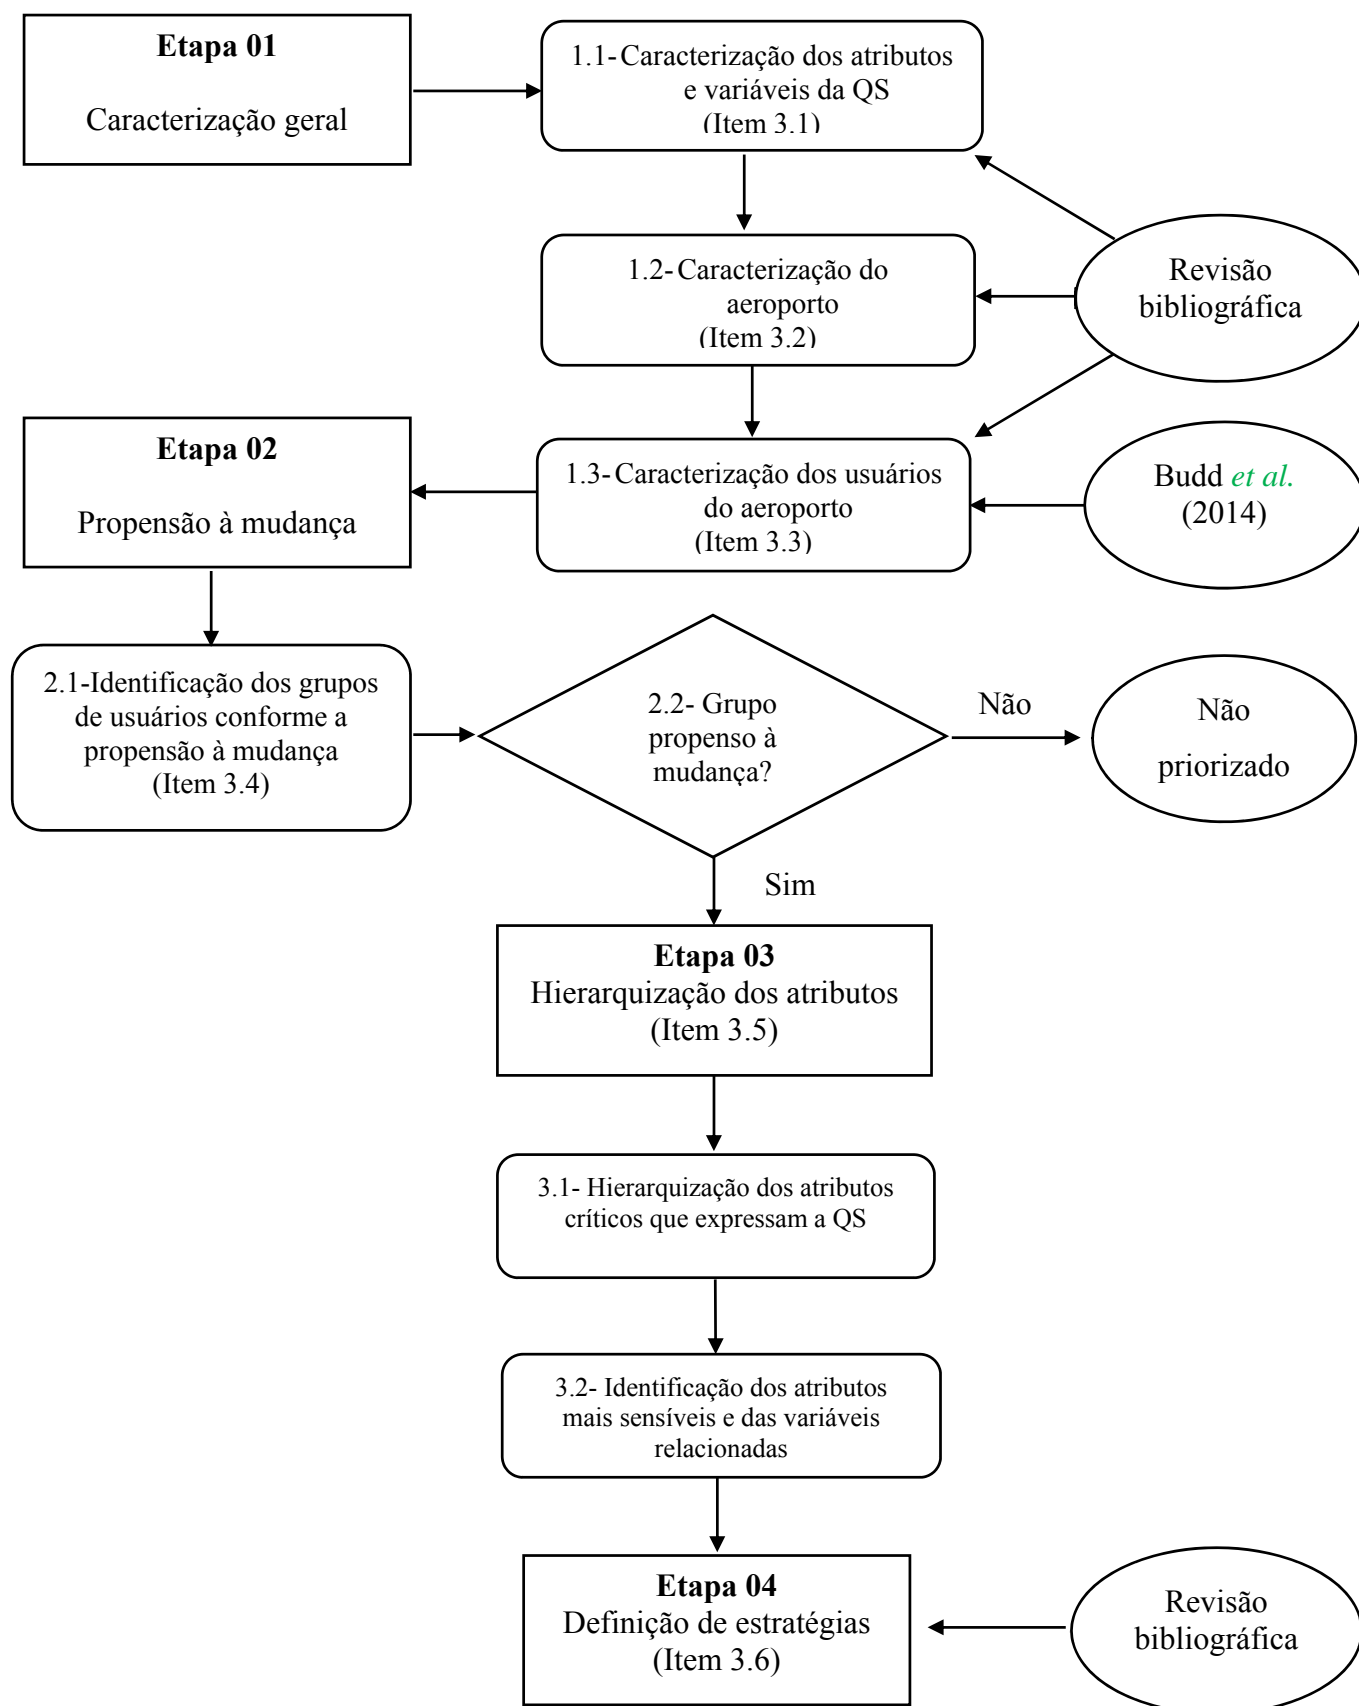 Etapa 01
Caracterização geral
1.1-Caracterização dos atributos
e variáveis da QS
(Item 3.1)
1.2-Caracterização do
aeroporto
(Item 3.2)
Revisão
bibliográfica
Etapa 02
Propensão à mudança
1.3-Caracterização dos usuários
do aeroporto
(Item 3.3)
Budd et al.
(2014)
2.1-Identificação dos grupos
de usuários conforme a
propensão à mudança
(Item 3.4)
2.2- Grupo
propenso à
mudança?
Não
Não
priorizado
Sim
Etapa 03
Hierarquização dos atributos
(Item 3.5)
3.1- Hierarquização dos atributos
críticos que expressam a QS
3.2- Identificação dos atributos
mais sensíveis e das variáveis
relacionadas
Etapa 04
Definição de estratégias
(Item 3.6)
Revisão
bibliográfica